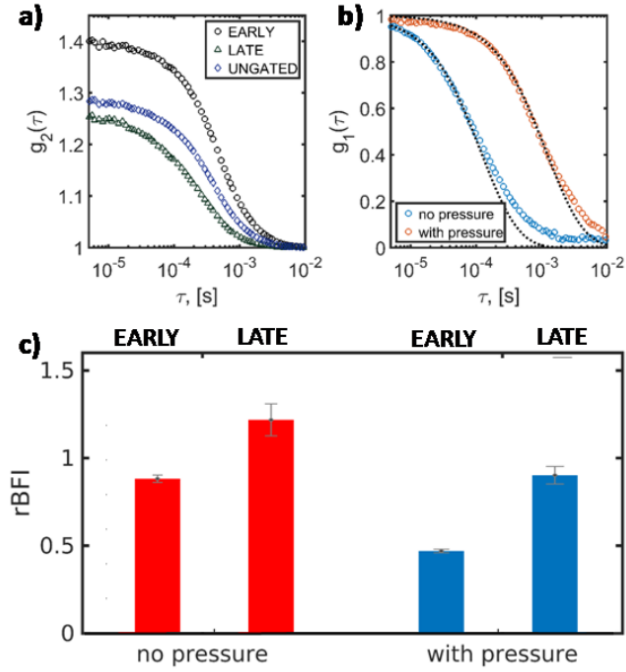 a)
1.4
1.3
1.2
1.1
1
g₂(τ)
EARLY
LATE
UNGATED
10⁻⁵ 10⁻⁴ 10⁻³ 10⁻²
τ, [s]
b)
1
0.8
0.6
0.4
0.2
0
g₁(τ)
no pressure
with pressure
10⁻⁵ 10⁻⁴ 10⁻³ 10⁻²
τ, [s]
c)
EARLY LATE EARLY LATE
1.5
1
0.5
0
rBFI
no pressure with pressure